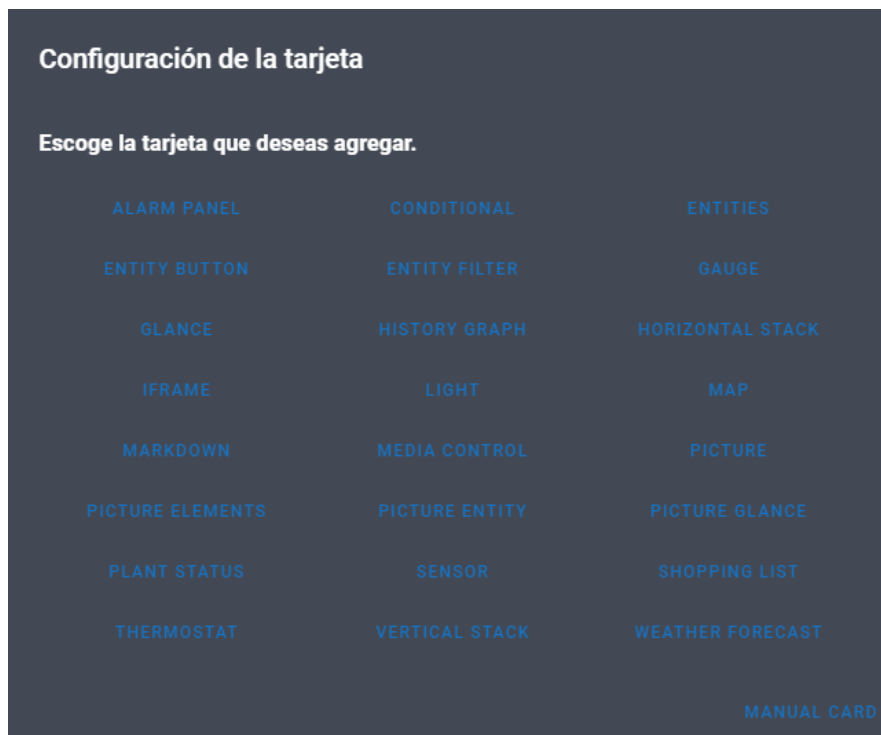 Configuración de la tarjeta
Escoge la tarjeta que deseas agregar.
ALARM PANEL CONDITIONAL ENTITIES
ENTITY BUTTON ENTITY FILTER GAUGE
GLANCE HISTORY GRAPH HORIZONTAL STACK
IFRAME LIGHT MAP
MARKDOWN MEDIA CONTROL PICTURE
PICTURE ELEMENTS PICTURE ENTITY PICTURE GLANCE
PLANT STATUS SENSOR SHOPPING LIST
THERMOSTAT VERTICAL STACK WEATHER FORECAST
MANUAL CARD